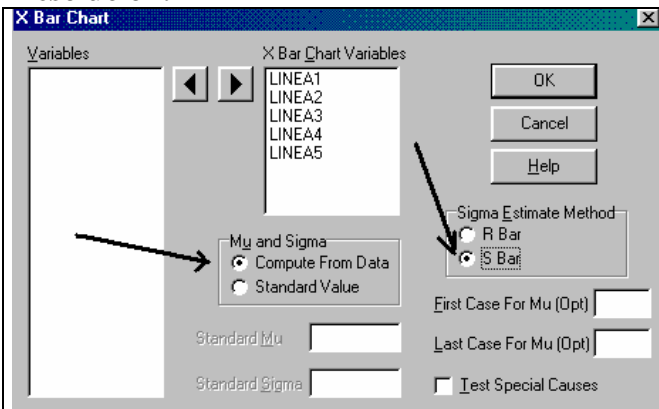 X Bar Chart
Variables
X Bar Chart Variables
LINEA1
LINEA2
LINEA3
LINEA4
LINEA5
OK
Cancel
Help
Sigma Estimate Method
R Bar
S Bar
Mu and Sigma
Compute From Data
Standard Value
First Case For Mu (Opt)
Standard Mu
Last Case For Mu (Opt)
Standard Sigma
Test Special Causes